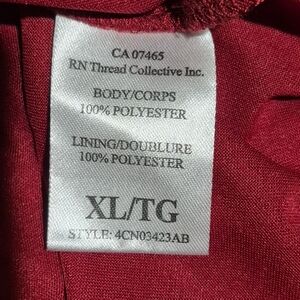 CA 07465
RN Thread Collective Inc.
BODY/CORPS
100% POLYESTER
LINING/DOUBLURE
100% POLYESTER
XL/TG
STYLE: 4CN03423AB